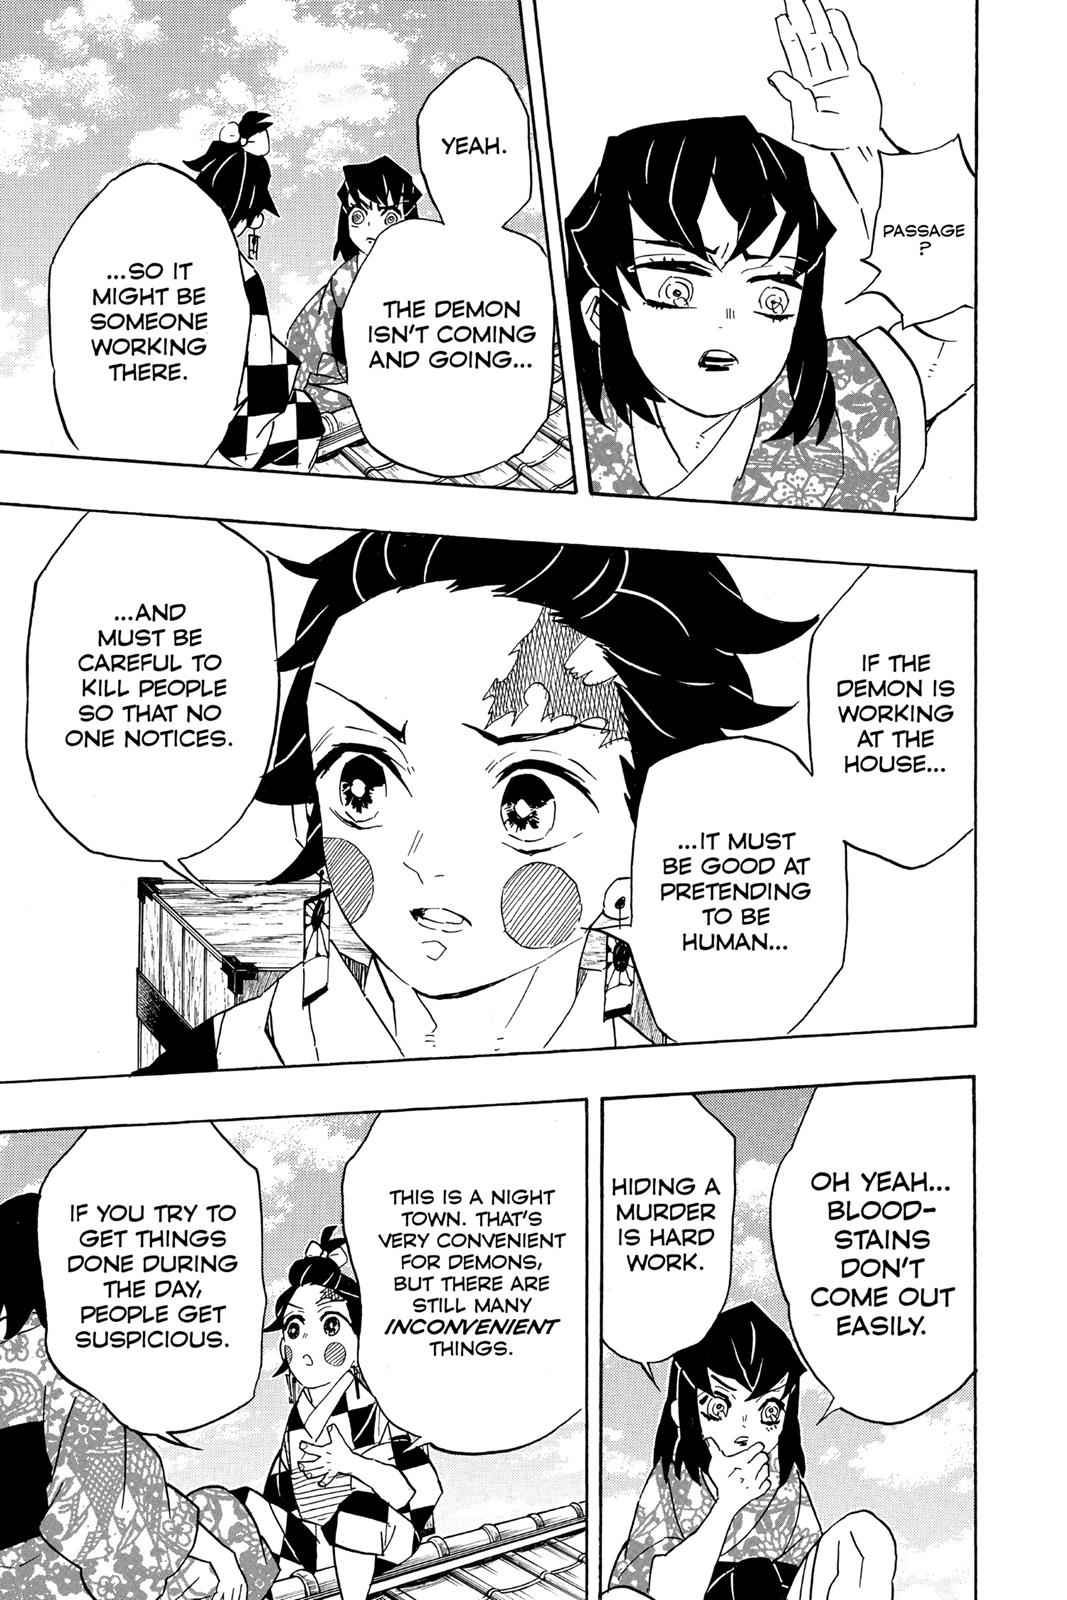 PASSAGE
?
YEAH.
THE DEMON
ISN'T COMING
AND GOING...
...SO IT
MIGHT BE
SOMEONE
WORKING
THERE.
IF THE
DEMON IS
WORKING
AT THE
HOUSE...
...IT MUST
BE GOOD AT
PRETENDING
TO BE
HUMAN...
...AND
MUST BE
CAREFUL TO
KILL PEOPLE
SO THAT NO
ONE NOTICES.
OH YEAH...
BLOOD-
STAINS
DON'T
COME OUT
EASILY.
HIDING A
MURDER
IS HARD
WORK.
THIS IS A NIGHT
TOWN. THAT'S
VERY CONVENIENT
FOR DEMONS,
BUT THERE ARE
STILL MANY
INCONVENIENT
THINGS.
IF YOU TRY TO
GET THINGS
DONE DURING
THE DAY,
PEOPLE GET
SUSPICIOUS.